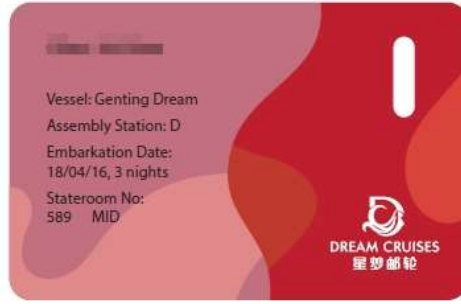 Vessel: Genting Dream
Assembly Station: D
Embarkation Date:
18/04/16, 3 nights
Stateroom No:
589 MID
DREAM CRUISES
星梦邮轮